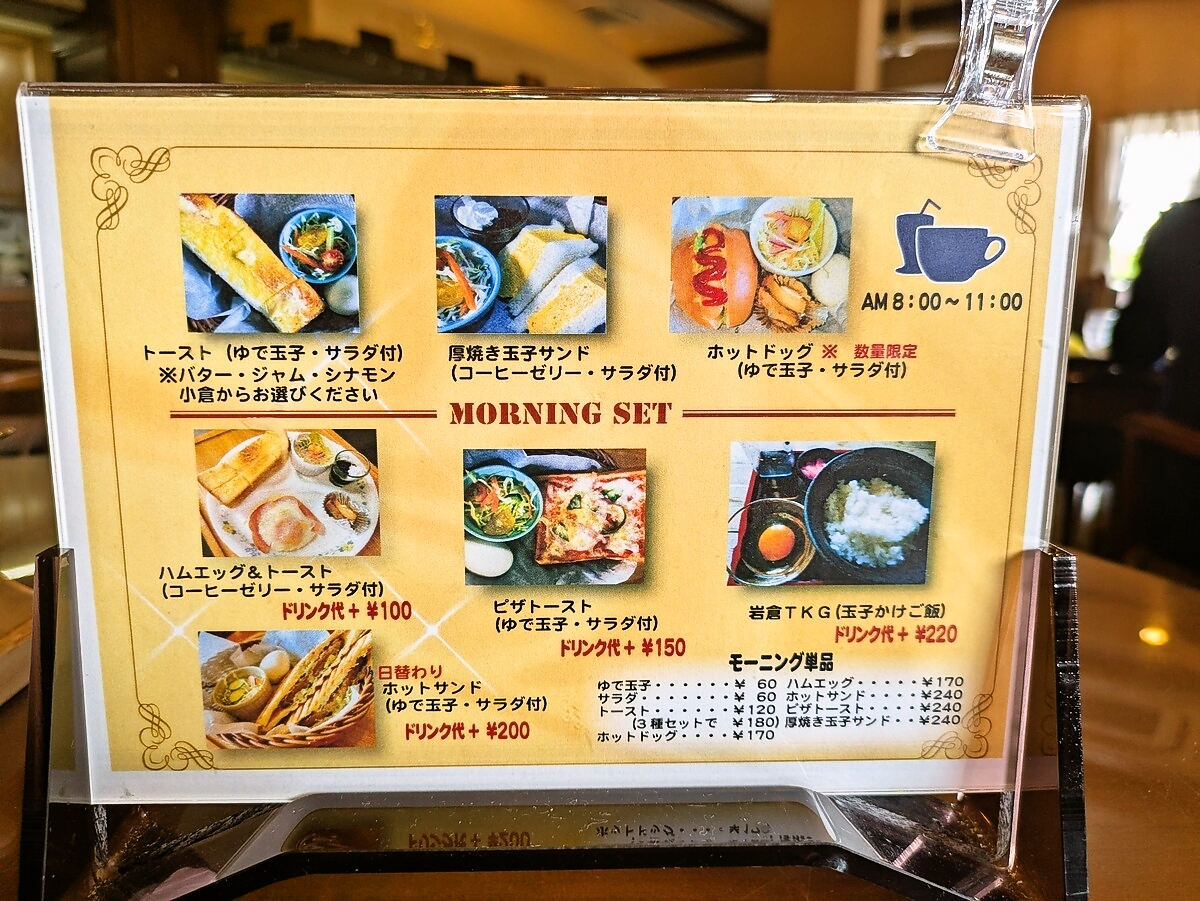 AM 8：00～11：00
トースト（ゆで玉子・サラダ付）
※バター・ジャム・シナモン
小倉からお選びください
厚焼き玉子サンド
（コーヒーゼリー・サラダ付）
ホットドッグ ※ 数量限定
（ゆで玉子・サラダ付）
MORNING SET
ハムエッグ＆トースト
（コーヒーゼリー・サラダ付）
ドリンク代＋ ¥100
ピザトースト
（ゆで玉子・サラダ付）
ドリンク代＋ ¥150
岩倉ＴＫＧ（玉子かけご飯）
ドリンク代＋ ¥220
日替わり
ホットサンド
（ゆで玉子・サラダ付）
ドリンク代＋ ¥200
モーニング単品
ゆで玉子・・・・・・・¥ 60 ハムエッグ・・・・・¥170
サラダ・・・・・・・・¥ 60 ホットサンド・・・・¥240
トースト・・・・・・・¥120 ピザトースト・・・・¥240
（3種セットで ¥180）厚焼き玉子サンド・・¥240
ホットドッグ・・・・¥170